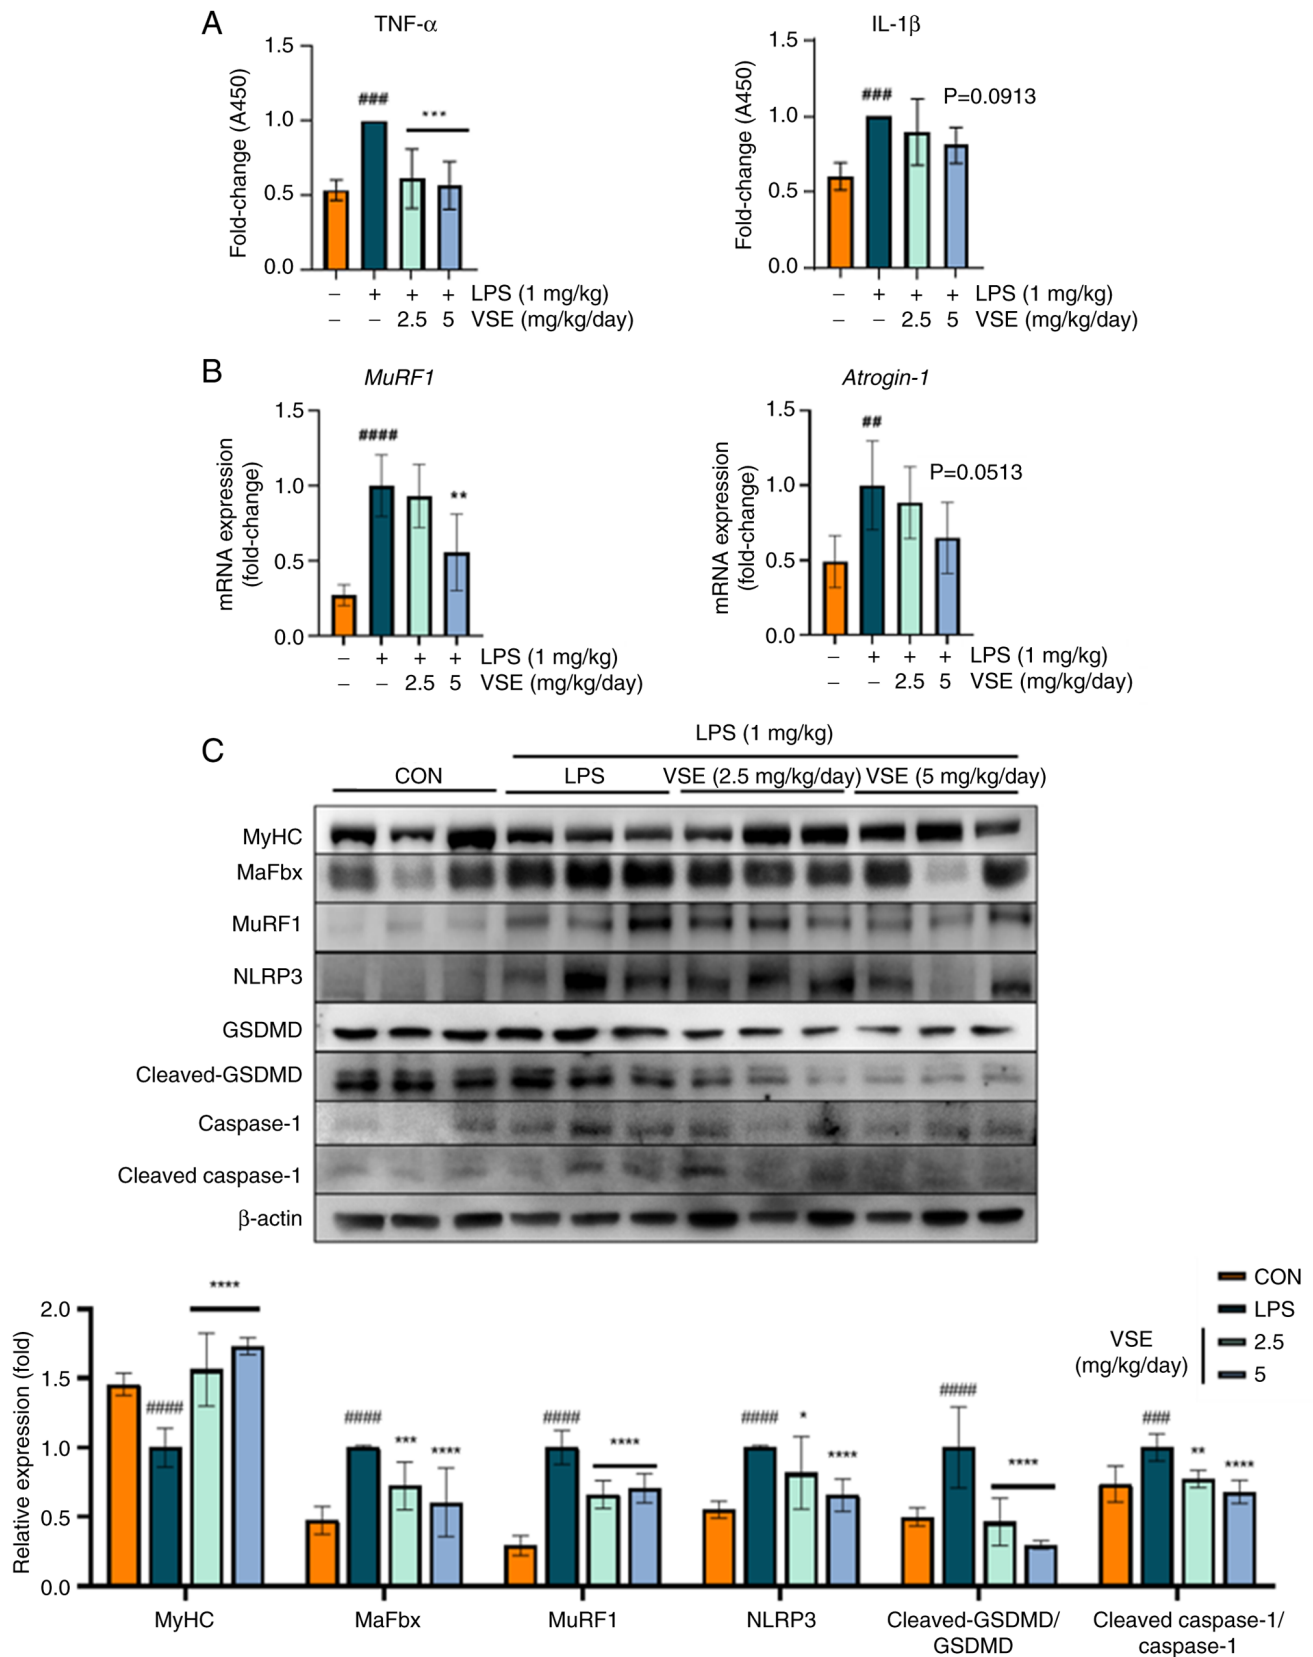 A
TNF-α
IL-1β
1.5
1.0
0.5
0.0
Fold-change (A450)
###
***
− + + + LPS (1 mg/kg)
− − 2.5 5 VSE (mg/kg/day)
1.5
1.0
0.5
0.0
Fold-change (A450)
###
P=0.0913
− + + + LPS (1 mg/kg)
− − 2.5 5 VSE (mg/kg/day)
B
MuRF1
Atrogin-1
1.5
1.0
0.5
0.0
mRNA expression
(fold-change)
####
**
− + + + LPS (1 mg/kg)
− − 2.5 5 VSE (mg/kg/day)
1.5
1.0
0.5
0.0
mRNA expression
(fold-change)
##
P=0.0513
− + + + LPS (1 mg/kg)
− − 2.5 5 VSE (mg/kg/day)
C
LPS (1 mg/kg)
CON LPS VSE (2.5 mg/kg/day) VSE (5 mg/kg/day)
MyHC
MaFbx
MuRF1
NLRP3
GSDMD
Cleaved-GSDMD
Caspase-1
Cleaved caspase-1
β-actin
CON
LPS
VSE
(mg/kg/day)
2.5
5
2.0
1.5
1.0
0.5
0.0
Relative expression (fold)
#### ****
#### *** ****
#### ****
#### * ****
#### ****
### ** ****
MyHC MaFbx MuRF1 NLRP3 Cleaved-GSDMD/ Cleaved caspase-1/
GSDMD caspase-1